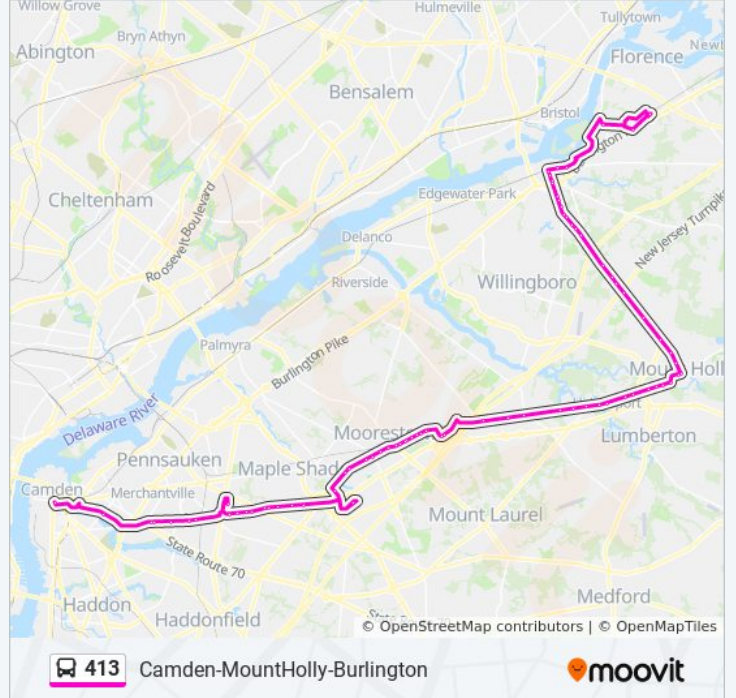 Willow Grove
Hulmeville
Tullytown
Bryn Athyn
Abington
Florence
Bensalem
Bristol
Cheltenham
Edgewater Park
Roosevelt Boulevard
New Jersey Turnpik
Delanco
Riverside
Willingboro
Palmyra
Burlington Pike
Delaware River
Moorest
Lumberton
Pennsauken
Maple Shad
Camden
Merchantville
Mount Laurel
State Route 70
Haddon
Medford
Haddonfield
© OpenStreetMap contributors | © OpenMapTiles
413
Camden-MountHolly-Burlington
moovit